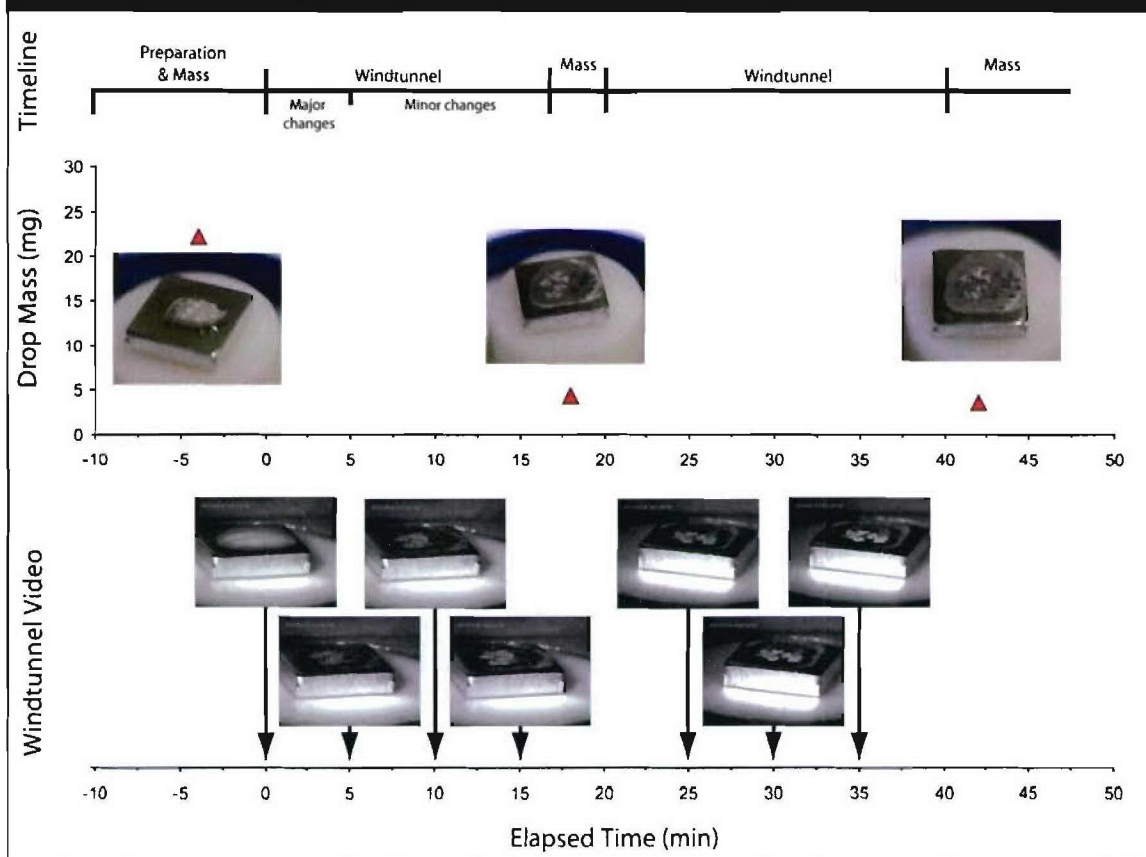 Timeline
Preparation
& Mass
Windtunnel
Mass
Windtunnel
Mass
Major
changes
Minor changes
Drop Mass (mg)
30
25
20
15
10
5
0
-10 -5 0 5 10 15 20 25 30 35 40 45 50
Windtunnel Video
-10 -5 0 5 10 15 20 25 30 35 40 45 50
Elapsed Time (min)